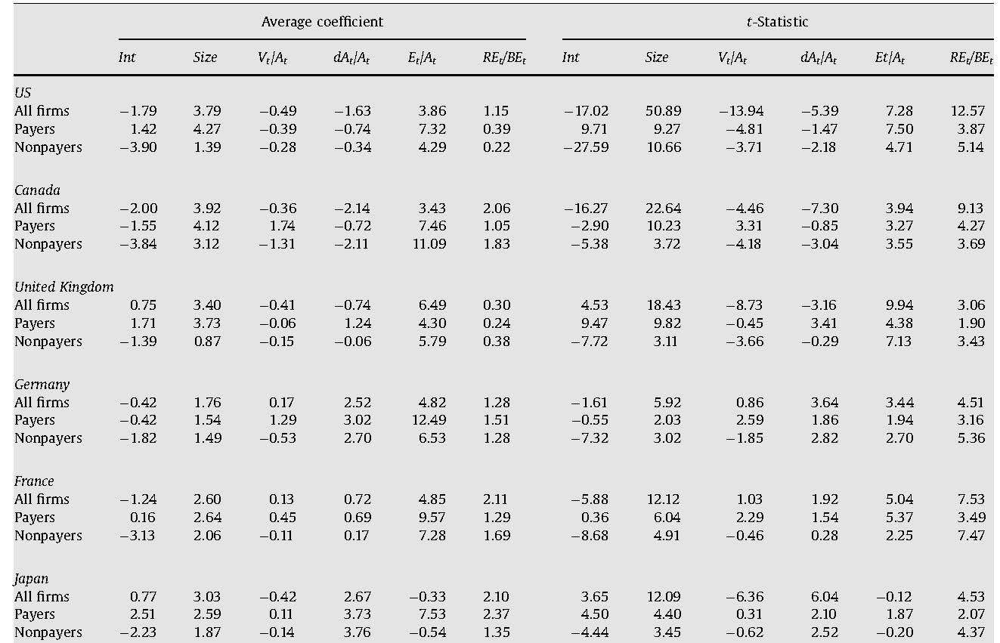 Average coefficient t-Statistic
Int Size Vt/At dAt/At Et/At REt/BEt Int Size Vt/At dAt/At Et/At REt/BEt
US
All firms −1.79 3.79 −0.49 −1.63 3.86 1.15 −17.02 50.89 −13.94 −5.39 7.28 12.57
Payers 1.42 4.27 −0.39 −0.74 7.32 0.39 9.71 9.27 −4.81 −1.47 7.50 3.87
Nonpayers −3.90 1.39 −0.28 −0.34 4.29 0.22 −27.59 10.66 −3.71 −2.18 4.71 5.14
Canada
All firms −2.00 3.92 −0.36 −2.14 3.43 2.06 −16.27 22.64 −4.46 −7.30 3.94 9.13
Payers −1.55 4.12 1.74 −0.72 7.46 1.05 −2.90 10.23 3.31 −0.85 3.27 4.27
Nonpayers −3.84 3.12 −1.31 −2.11 11.09 1.83 −5.38 3.72 −4.18 −3.04 3.55 3.69
United Kingdom
All firms 0.75 3.40 −0.41 −0.74 6.49 0.30 4.53 18.43 −8.73 −3.16 9.94 3.06
Payers 1.71 3.73 −0.06 1.24 4.30 0.24 9.47 9.82 −0.45 3.41 4.38 1.90
Nonpayers −1.39 0.87 −0.15 −0.06 5.79 0.38 −7.72 3.11 −3.66 −0.29 7.13 3.43
Germany
All firms −0.42 1.76 0.17 2.52 4.82 1.28 −1.61 5.92 0.86 3.64 3.44 4.51
Payers −0.42 1.54 1.29 3.02 12.49 1.51 −0.55 2.03 2.59 1.86 1.94 3.16
Nonpayers −1.82 1.49 −0.53 2.70 6.53 1.28 −7.32 3.02 −1.85 2.82 2.70 5.36
France
All firms −1.24 2.60 0.13 0.72 4.85 2.11 −5.88 12.12 1.03 1.92 5.04 7.53
Payers 0.16 2.64 0.45 0.69 9.57 1.29 0.36 6.04 2.29 1.54 5.37 3.49
Nonpayers −3.13 2.06 −0.11 0.17 7.28 1.69 −8.68 4.91 −0.46 0.28 2.25 7.47
Japan
All firms 0.77 3.03 −0.42 2.67 −0.33 2.10 3.65 12.09 −6.36 6.04 −0.12 4.53
Payers 2.51 2.59 0.11 3.73 7.53 2.37 4.50 4.40 0.31 2.10 1.87 2.07
Nonpayers −2.23 1.87 −0.14 3.76 −0.54 1.35 −4.44 3.45 −0.62 2.52 −0.20 4.37